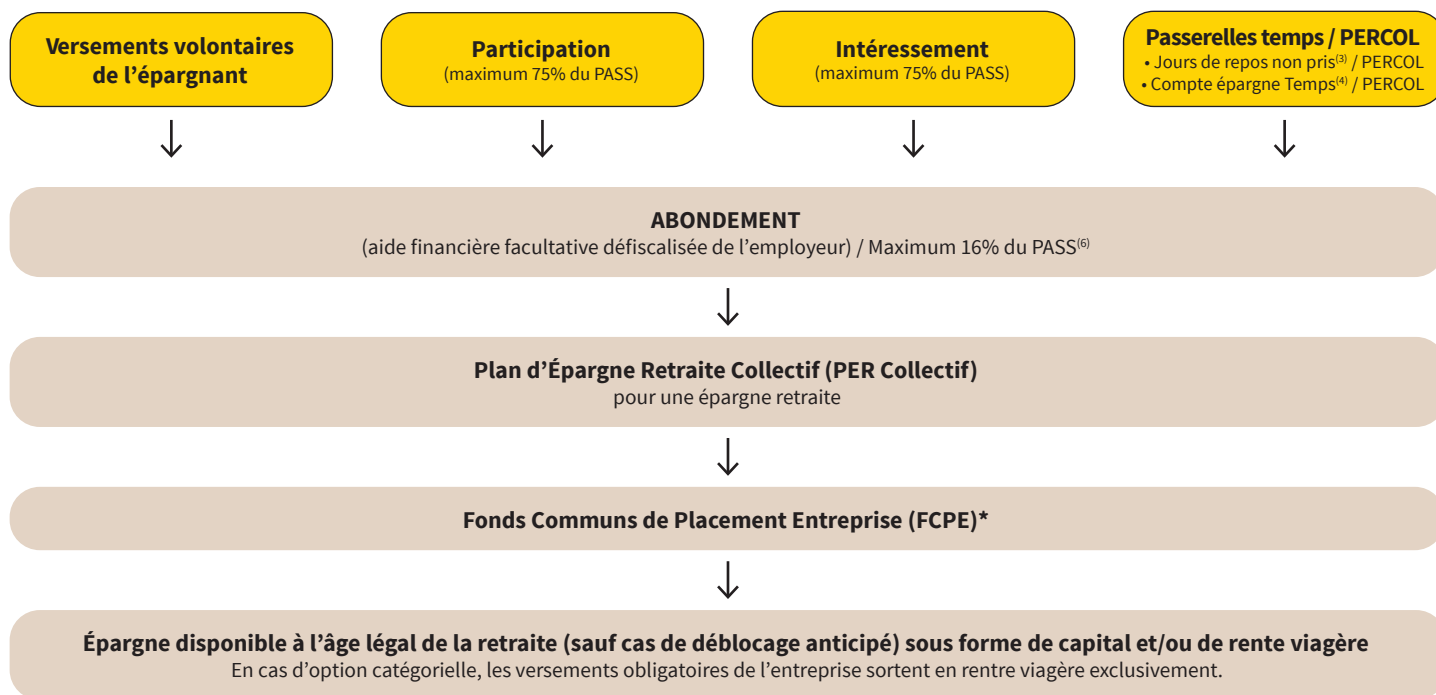 Versements volontaires
de l’épargnant
Participation
(maximum 75% du PASS)
Intéressement
(maximum 75% du PASS)
Passerelles temps / PERCOL
• Jours de repos non pris(3) / PERCOL
• Compte épargne Temps(4) / PERCOL
ABONDEMENT
(aide financière facultative défiscalisée de l’employeur) / Maximum 16% du PASS(6)
Plan d’Épargne Retraite Collectif (PER Collectif)
pour une épargne retraite
Fonds Communs de Placement Entreprise (FCPE)*
Épargne disponible à l’âge légal de la retraite (sauf cas de déblocage anticipé) sous forme de capital et/ou de rente viagère
En cas d’option catégorielle, les versements obligatoires de l’entreprise sortent en rentre viagère exclusivement.